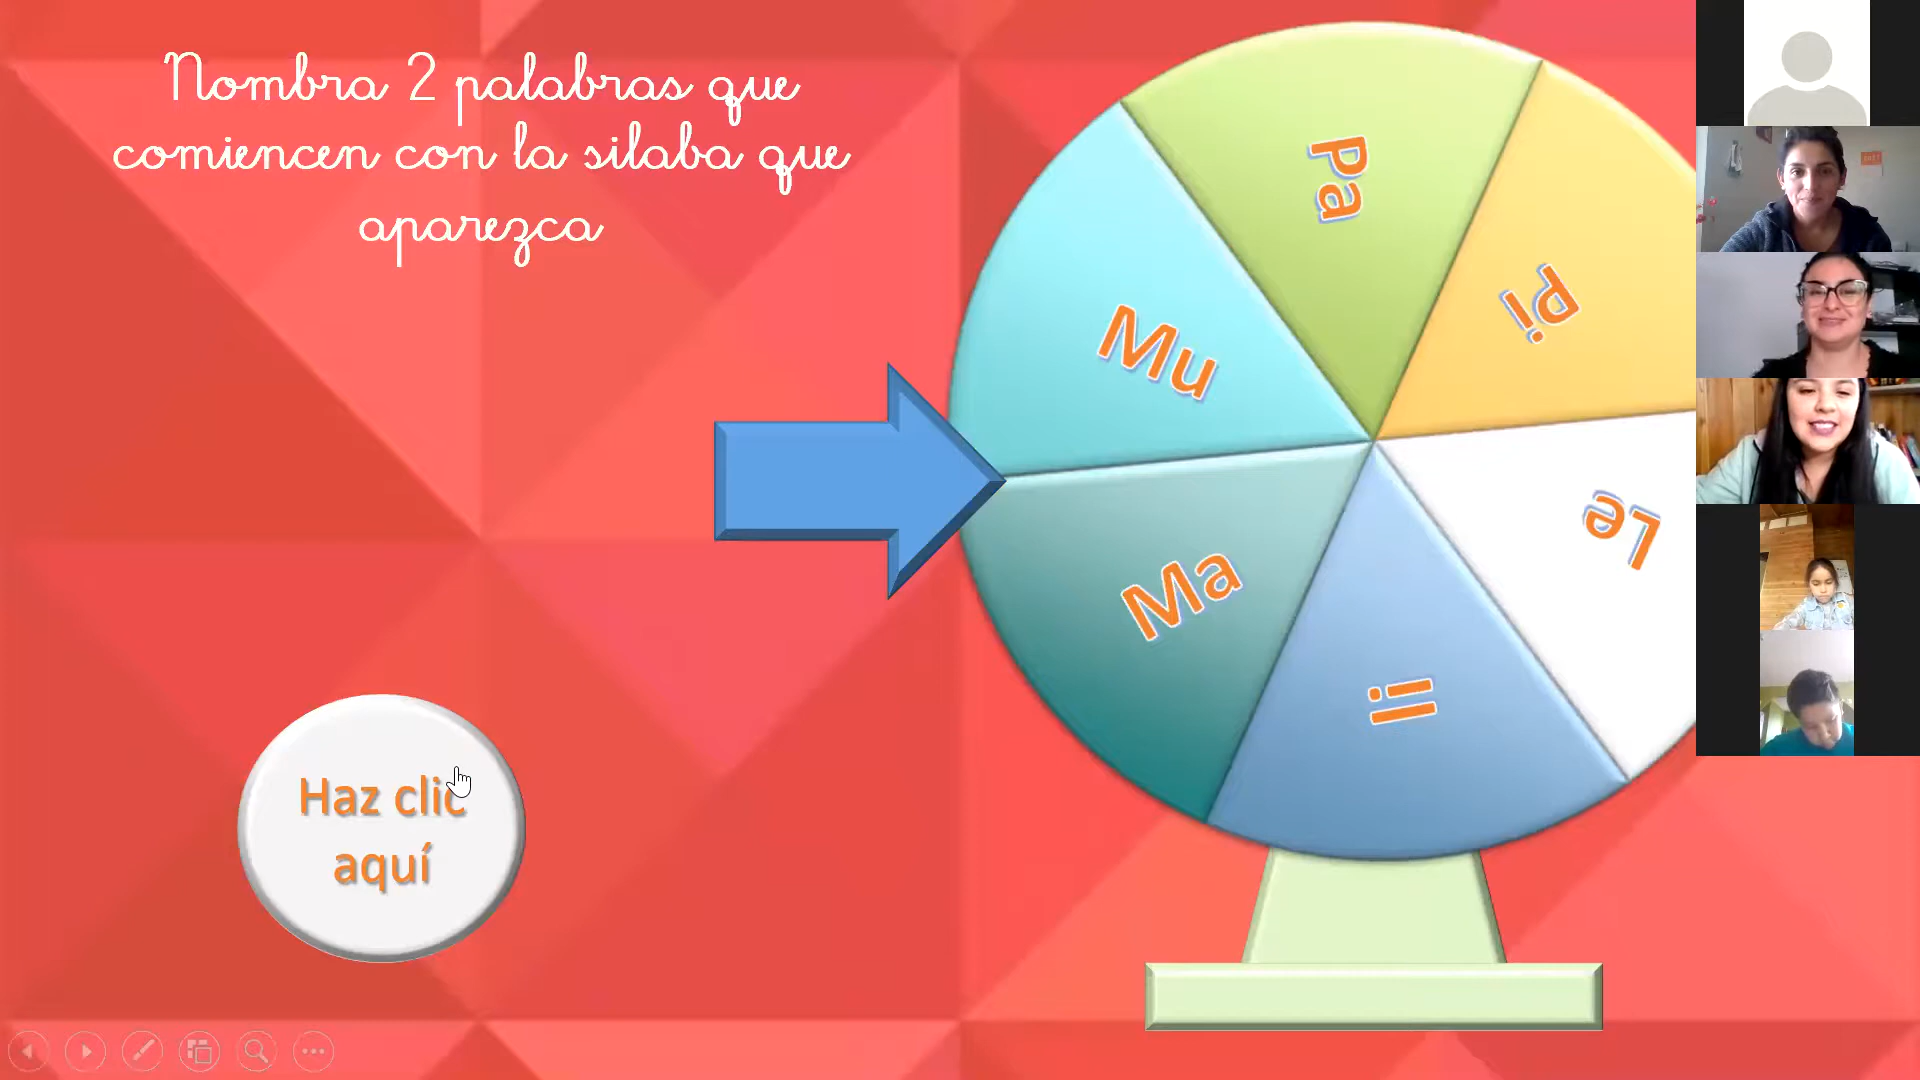 Nombra 2 palabras que
comiencen con la silaba que
aparezca
Pa
Pi
Mu
Le
Ma
li
Haz clic
aquí